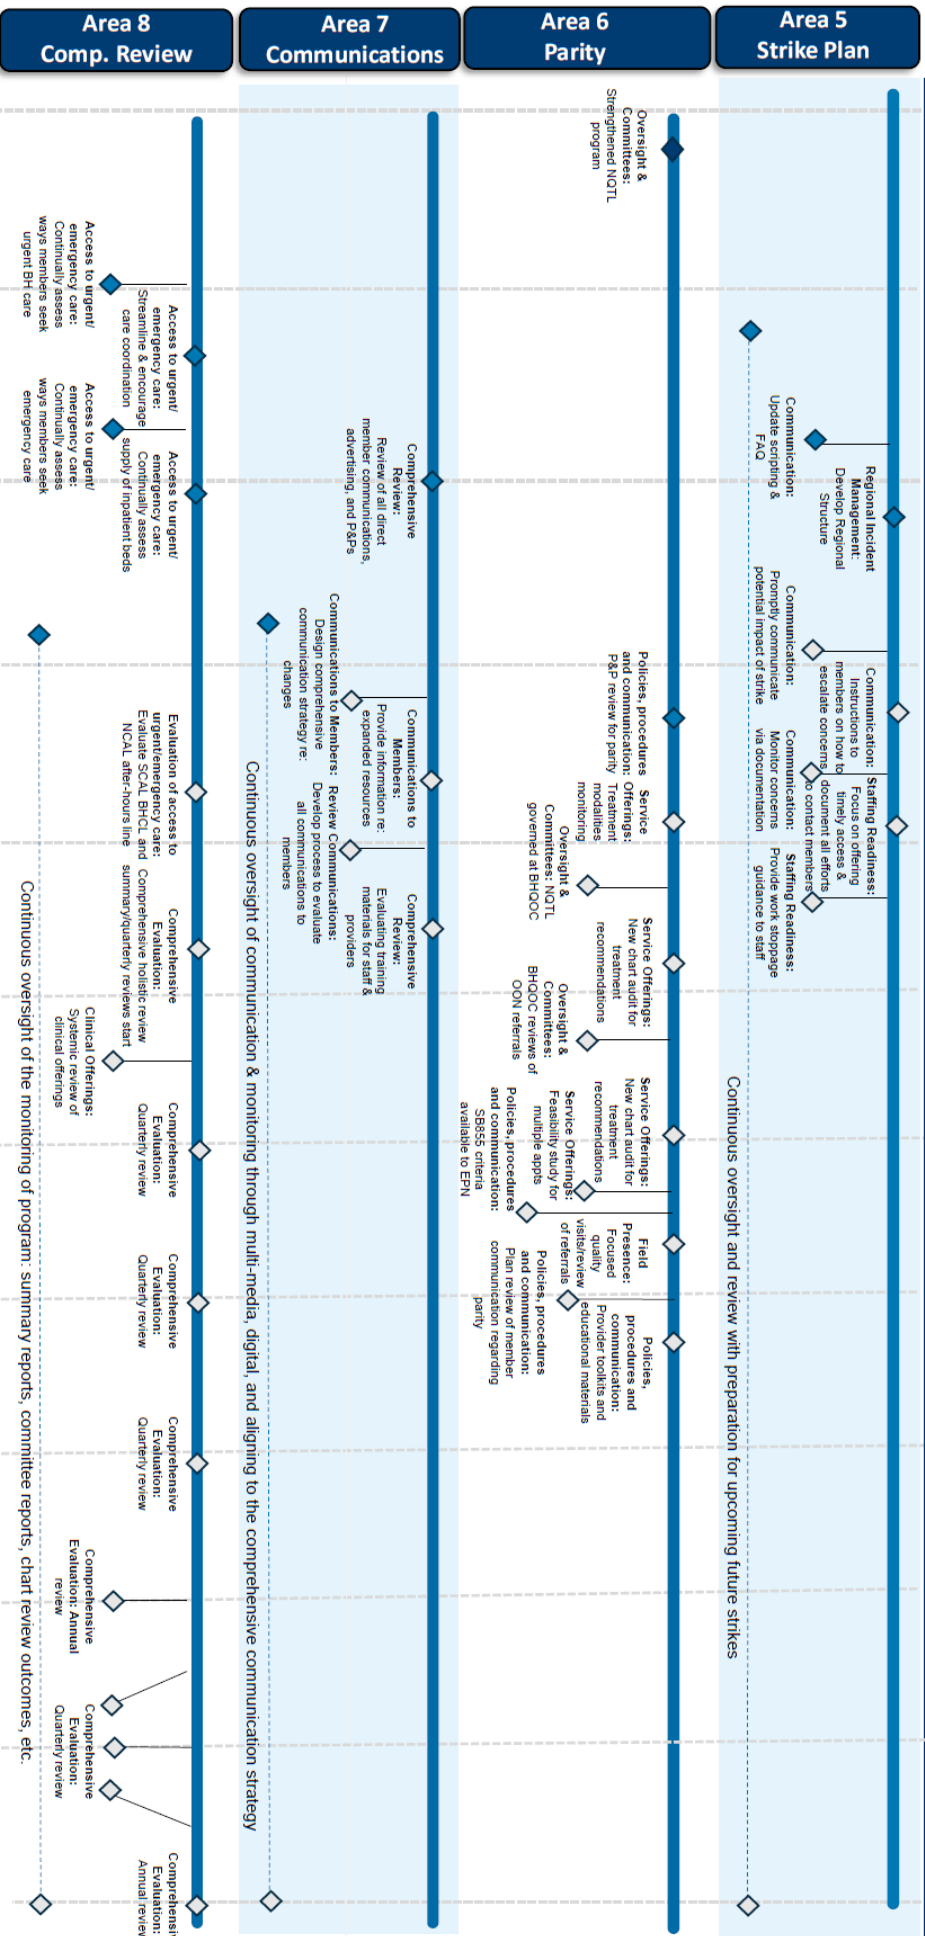 Area 8
Comp. Review
Area 7
Communications
Area 6
Parity
Area 5
Strike Plan
Communication:
Update scripting &
FAQ
Regional Incident
Management:
Develop Regional
Structure
Communication:
Promptly communicate
potential impact of strike
Communication:
Instructions to
members on how to
escalate concerns
Communication:
Monitor concerns
via documentation
Staffing Readiness:
Focus on offering
timely access &
document all efforts
to contact members
Staffing Readiness:
Provide work stoppage
guidance to staff
Continuous oversight and review with preparation for upcoming future strikes
Oversight &
Committees:
Strengthened NQTL
program
Policies, procedures
and communication:
P&P review for parity
Service
Offerings:
Treatment
modalities
monitoring
Oversight &
Committees: NQTL
governed at BHQOC
Service Offerings:
New chart audit for
treatment
recommendations
Oversight &
Committees:
BHQOC reviews of
OON referrals
Service Offerings:
New chart audit for
treatment
recommendations
Service Offerings:
Feasibility study for
multiple appts
Policies, procedures
and communication:
SB855 criteria
available to EPN
Field
Presence:
Focused
quality
visits/review
of referrals
Policies, procedures
and communication:
Plan review of member
communication regarding
parity
Policies,
procedures and
communication:
Provider toolkits and
educational materials
Comprehensive
Review:
Review of all direct
member communications,
advertising, and P&Ps
Communications to Members:
Design comprehensive
communication strategy re:
changes
Communications to
Members:
Provide information re:
expanded resources
Review Communications:
Develop process to evaluate
all communications to
members
Comprehensive
Review:
Evaluating training
materials for staff &
providers
Continuous oversight of communication & monitoring through multi-media, digital, and aligning to the comprehensive communication strategy
Access to urgent/
emergency care:
Continually assess
ways members seek
urgent BH care
Access to urgent/
emergency care:
Streamline & encourage
care coordination
Access to urgent/
emergency care:
Continually assess
ways members seek
emergency care
Access to urgent/
emergency care:
Continually assess
supply of inpatient beds
Evaluation of access to
urgent/emergency care:
Evaluate SCAL BHCL and
NCAL after-hours line
Comprehensive
Evaluation:
Comprehensive holistic review
summary/quarterly reviews start
Clinical Offerings:
Systemic review of
clinical offerings
Comprehensive
Evaluation:
Quarterly review
Comprehensive
Evaluation:
Quarterly review
Comprehensive
Evaluation:
Quarterly review
Comprehensive
Evaluation: Annual
review
Comprehensive
Evaluation:
Quarterly review
Comprehensi
Evaluation:
Annual review
Continuous oversight of the monitoring of program: summary reports, committee reports, chart review outcomes, etc.